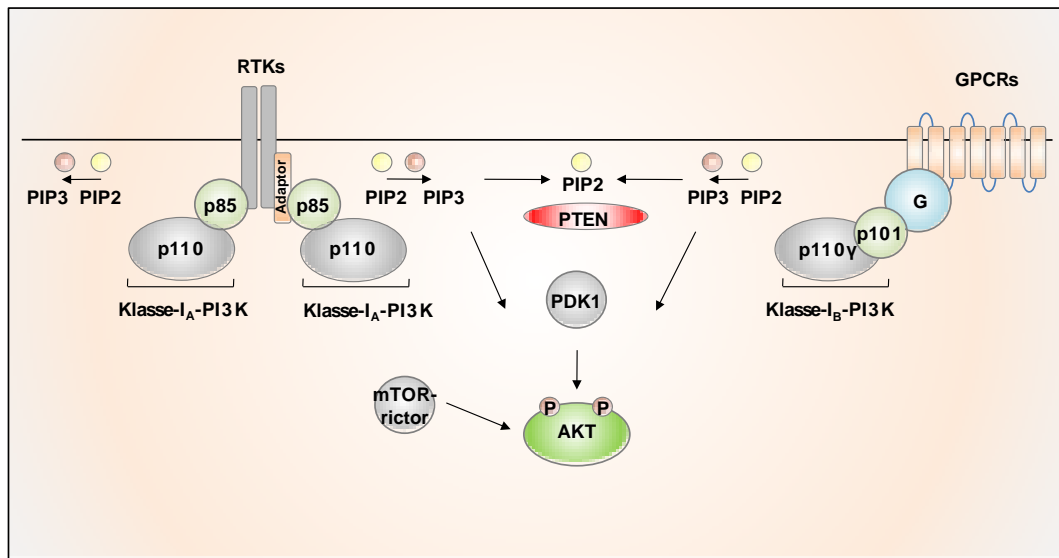 RTKs
GPCRs
PIP3 PIP2
Adaptor
PIP2 PIP3
PIP2
PIP3 PIP2
p85
p85
PTEN
G
p110
p110
p110γ
p101
Klasse-IA-PI3K
Klasse-IA-PI3K
PDK1
Klasse-IB-PI3K
mTOR-
rictor
P P
AKT